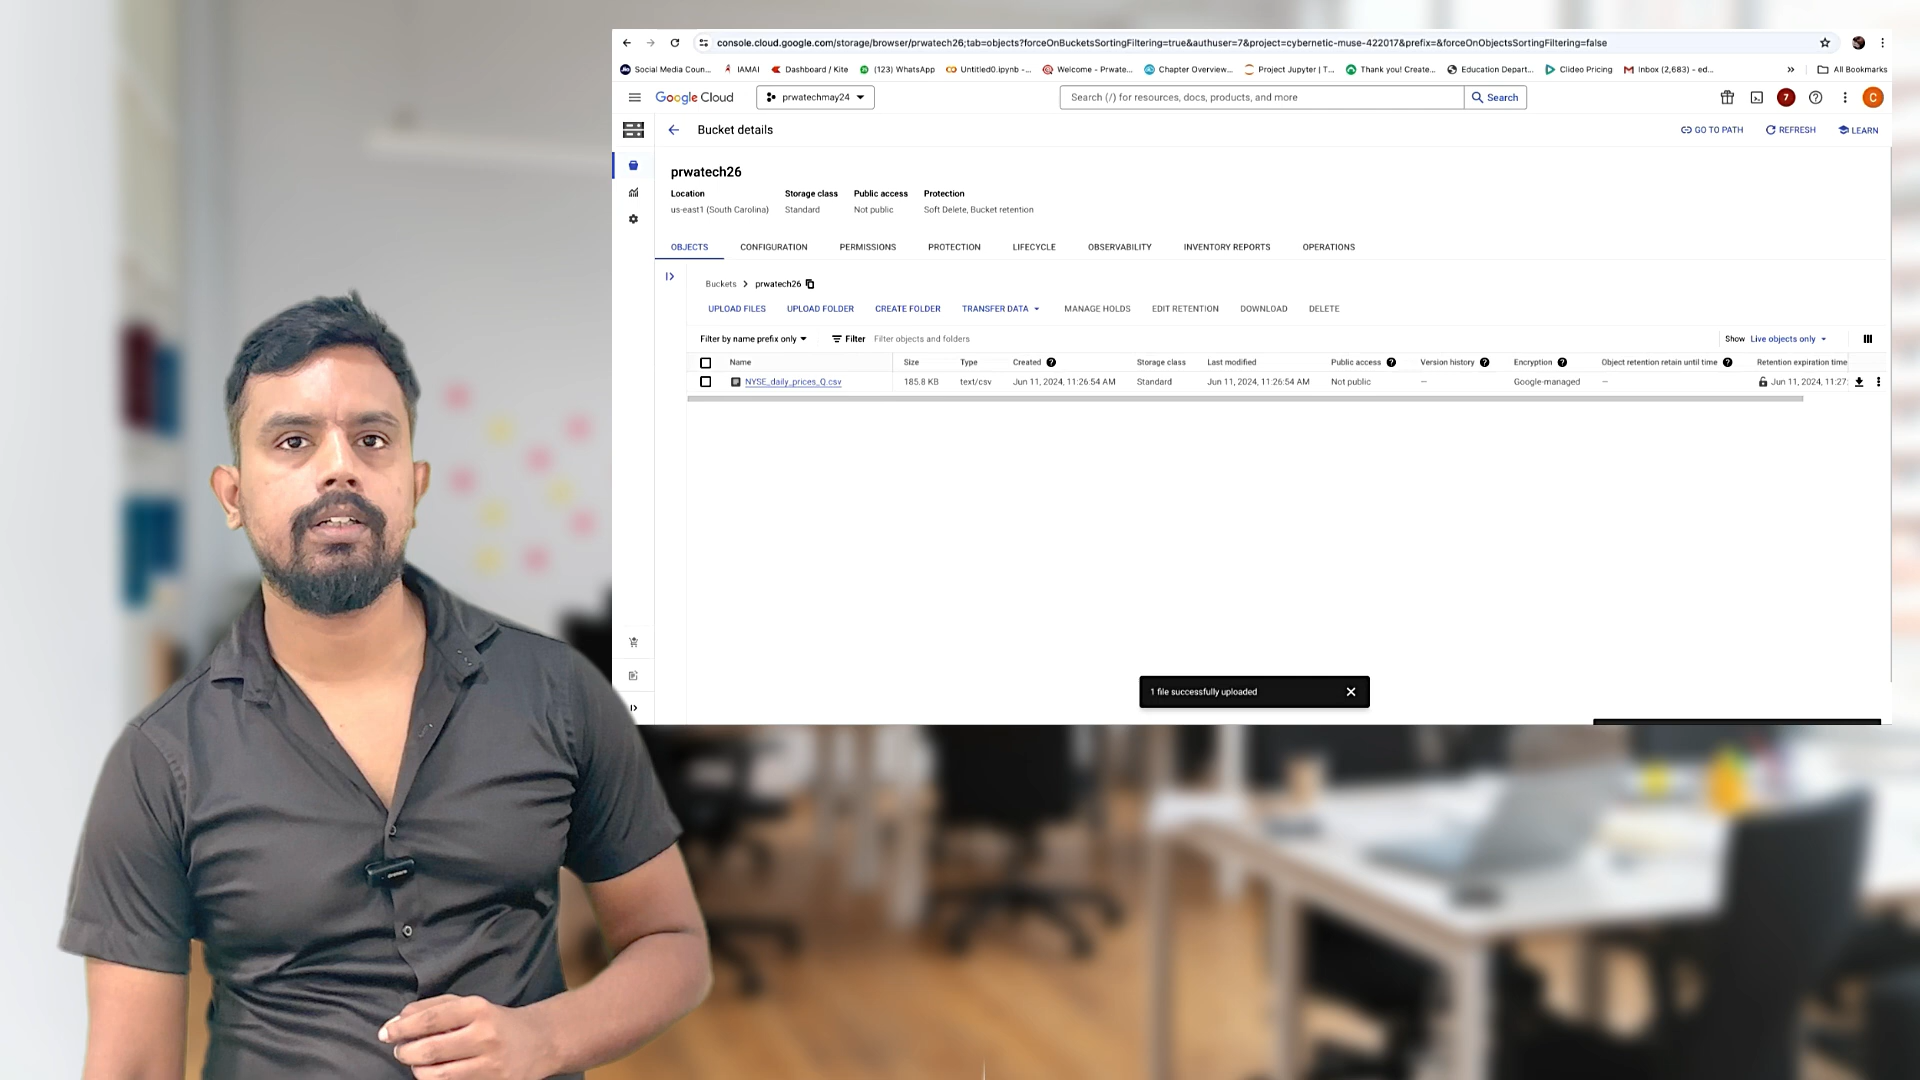 console.cloud.google.com/storage/browser/prwatech26;tab=objects?forceOnBucketsSortingFiltering=true&authuser=7&project=cybernetic-muse-422017&prefix=&forceOnObjectsSortingFiltering=false
Social Media Coun... IAMAI Dashboard / Kite (123) WhatsApp Untitled0.ipynb -... Welcome - Prwate... Chapter Overview... Project Jupyter | T... Thank you! Create... Education Depart... Clideo Pricing Inbox (2,683) - ed... » All Bookmarks
Google Cloud prwatechmay24 Search (/) for resources, docs, products, and more Search 7 C
Bucket details GO TO PATH REFRESH LEARN
prwatech26
Location Storage class Public access Protection
us-east1 (South Carolina) Standard Not public Soft Delete, Bucket retention
OBJECTS CONFIGURATION PERMISSIONS PROTECTION LIFECYCLE OBSERVABILITY INVENTORY REPORTS OPERATIONS
Buckets > prwatech26
UPLOAD FILES UPLOAD FOLDER CREATE FOLDER TRANSFER DATA MANAGE HOLDS EDIT RETENTION DOWNLOAD DELETE
Filter by name prefix only Filter Filter objects and folders Show Live objects only
Name Size Type Created Storage class Last modified Public access Version history Encryption Object retention retain until time Retention expiration time
NYSE_daily_prices_Q.csv 185.8 KB text/csv Jun 11, 2024, 11:26:54 AM Standard Jun 11, 2024, 11:26:54 AM Not public — Google-managed — Jun 11, 2024, 11:27:
1 file successfully uploaded